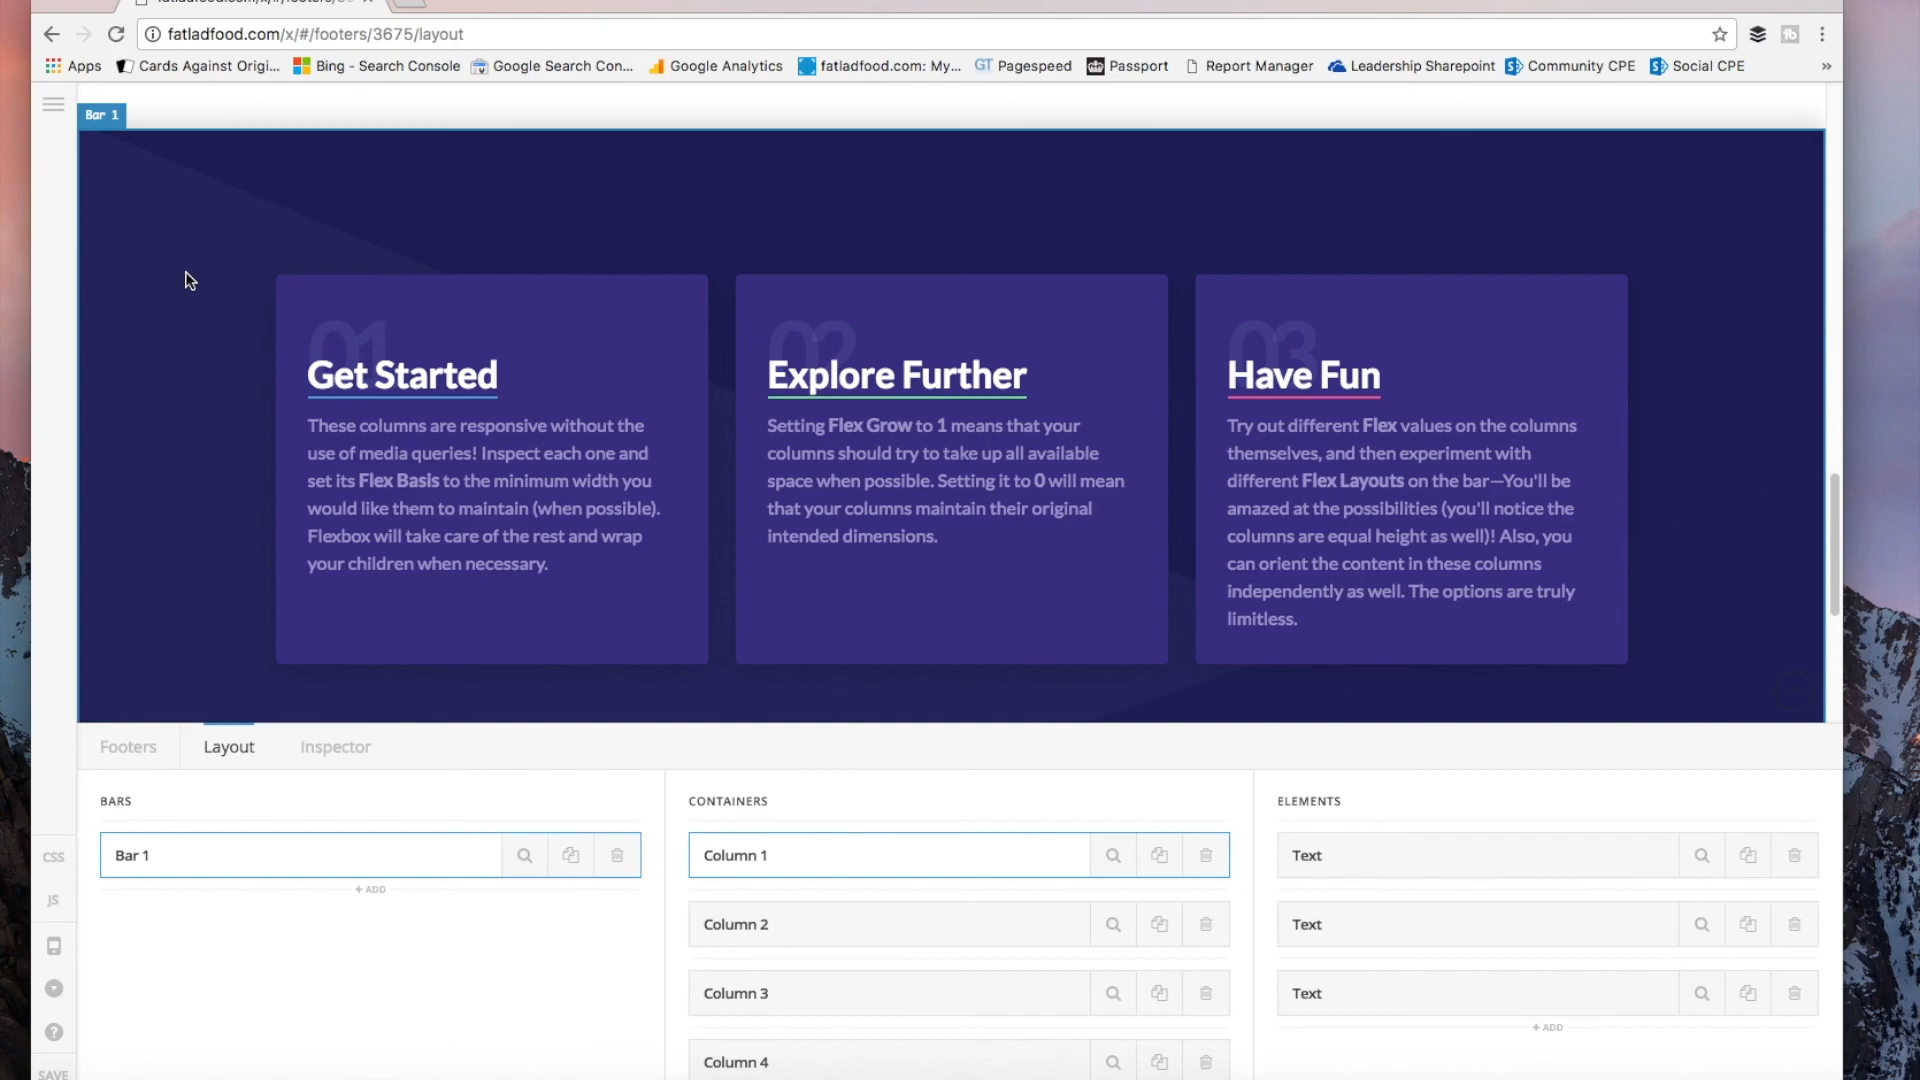 fatladfood.com/x/#/footers/3675/layout
Apps Cards Against Origi... Bing - Search Console Google Search Con... Google Analytics fatladfood.com: My... GT Pagespeed Passport Report Manager Leadership Sharepoint Community CPE Social CPE »
Bar 1
01
Get Started
These columns are responsive without the
use of media queries! Inspect each one and
set its Flex Basis to the minimum width you
would like them to maintain (when possible).
Flexbox will take care of the rest and wrap
your children when necessary.
02
Explore Further
Setting Flex Grow to 1 means that your
columns should try to take up all available
space when possible. Setting it to 0 will mean
that your columns maintain their original
intended dimensions.
03
Have Fun
Try out different Flex values on the columns
themselves, and then experiment with
different Flex Layouts on the bar—You'll be
amazed at the possibilities (you'll notice the
columns are equal height as well)! Also, you
can orient the content in these columns
independently as well. The options are truly
limitless.
Footers Layout Inspector
BARS
Bar 1
+ ADD
CONTAINERS
Column 1
Column 2
Column 3
Column 4
ELEMENTS
Text
Text
Text
+ ADD
CSS
JS
SAVE